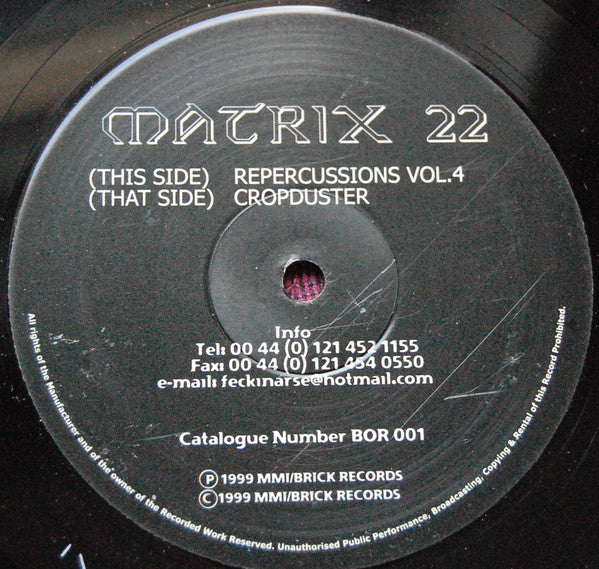 MATRIX 22
(THIS SIDE) REPERCUSSIONS VOL.4
(THAT SIDE) CROPDUSTER
Info
Tel: 00 44 (0) 121 452 1155
Fax: 00 44 (0) 121 454 0550
e-mail: feckinarse@hotmail.com
Catalogue Number BOR 001
Ⓟ 1999 MMI/BRICK RECORDS
© 1999 MMI/BRICK RECORDS
All rights of the Manufacturer and of the owner of the Recorded Work Reserved. Unauthorised Public Performance, Broadcasting, Copying & Rental of this Record Prohibited.